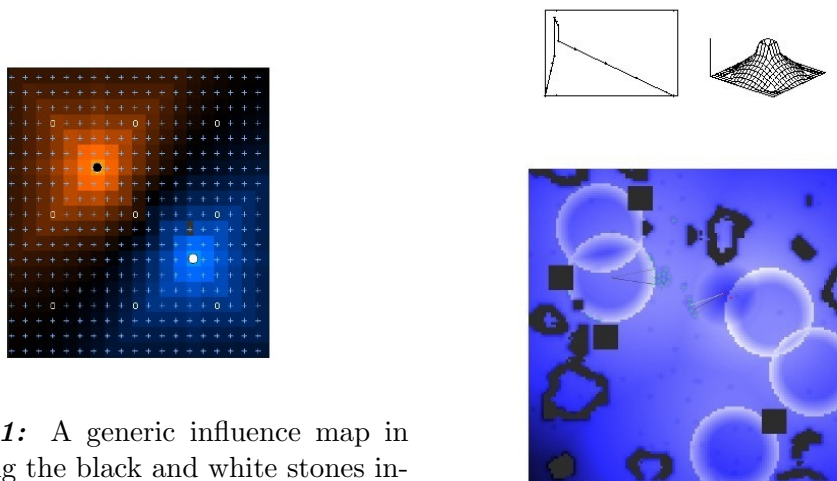 1: A generic influence map in
g the black and white stones in-